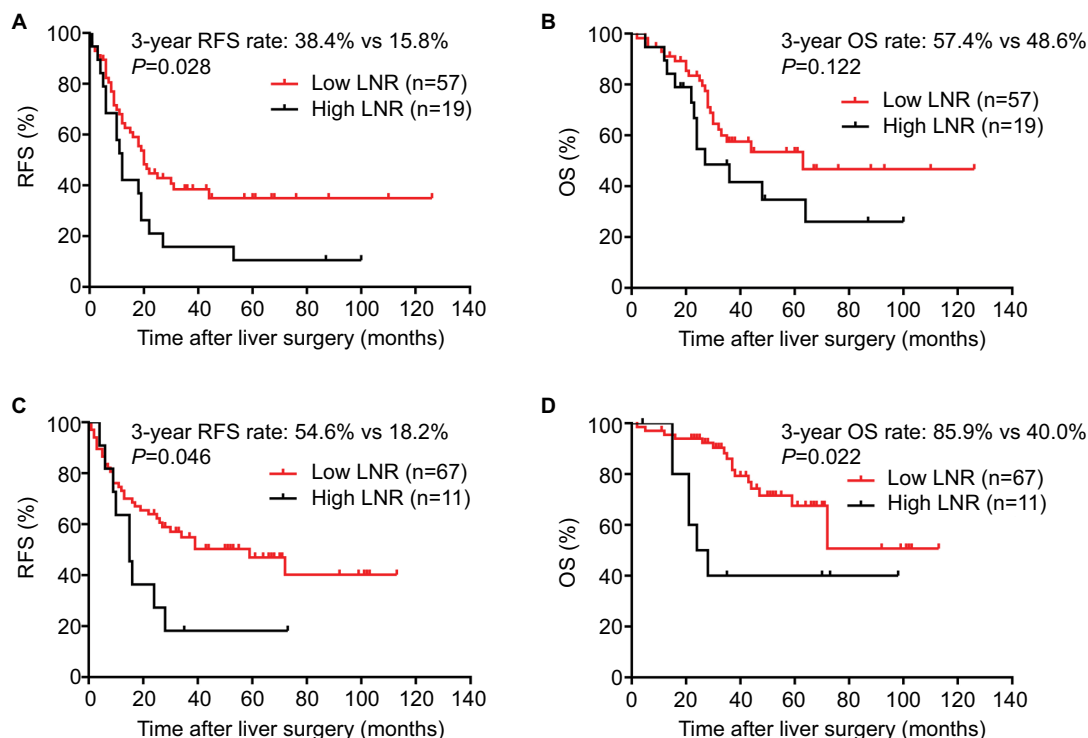 A
3-year RFS rate: 38.4% vs 15.8%
P=0.028
Low LNR (n=57)
High LNR (n=19)
RFS (%)
100
80
60
40
20
0
0 20 40 60 80 100 120 140
Time after liver surgery (months)
B
3-year OS rate: 57.4% vs 48.6%
P=0.122
Low LNR (n=57)
High LNR (n=19)
OS (%)
100
80
60
40
20
0
0 20 40 60 80 100 120 140
Time after liver surgery (months)
C
3-year RFS rate: 54.6% vs 18.2%
P=0.046
Low LNR (n=67)
High LNR (n=11)
RFS (%)
100
80
60
40
20
0
0 20 40 60 80 100 120 140
Time after liver surgery (months)
D
3-year OS rate: 85.9% vs 40.0%
P=0.022
Low LNR (n=67)
High LNR (n=11)
OS (%)
100
80
60
40
20
0
0 20 40 60 80 100 120 140
Time after liver surgery (months)